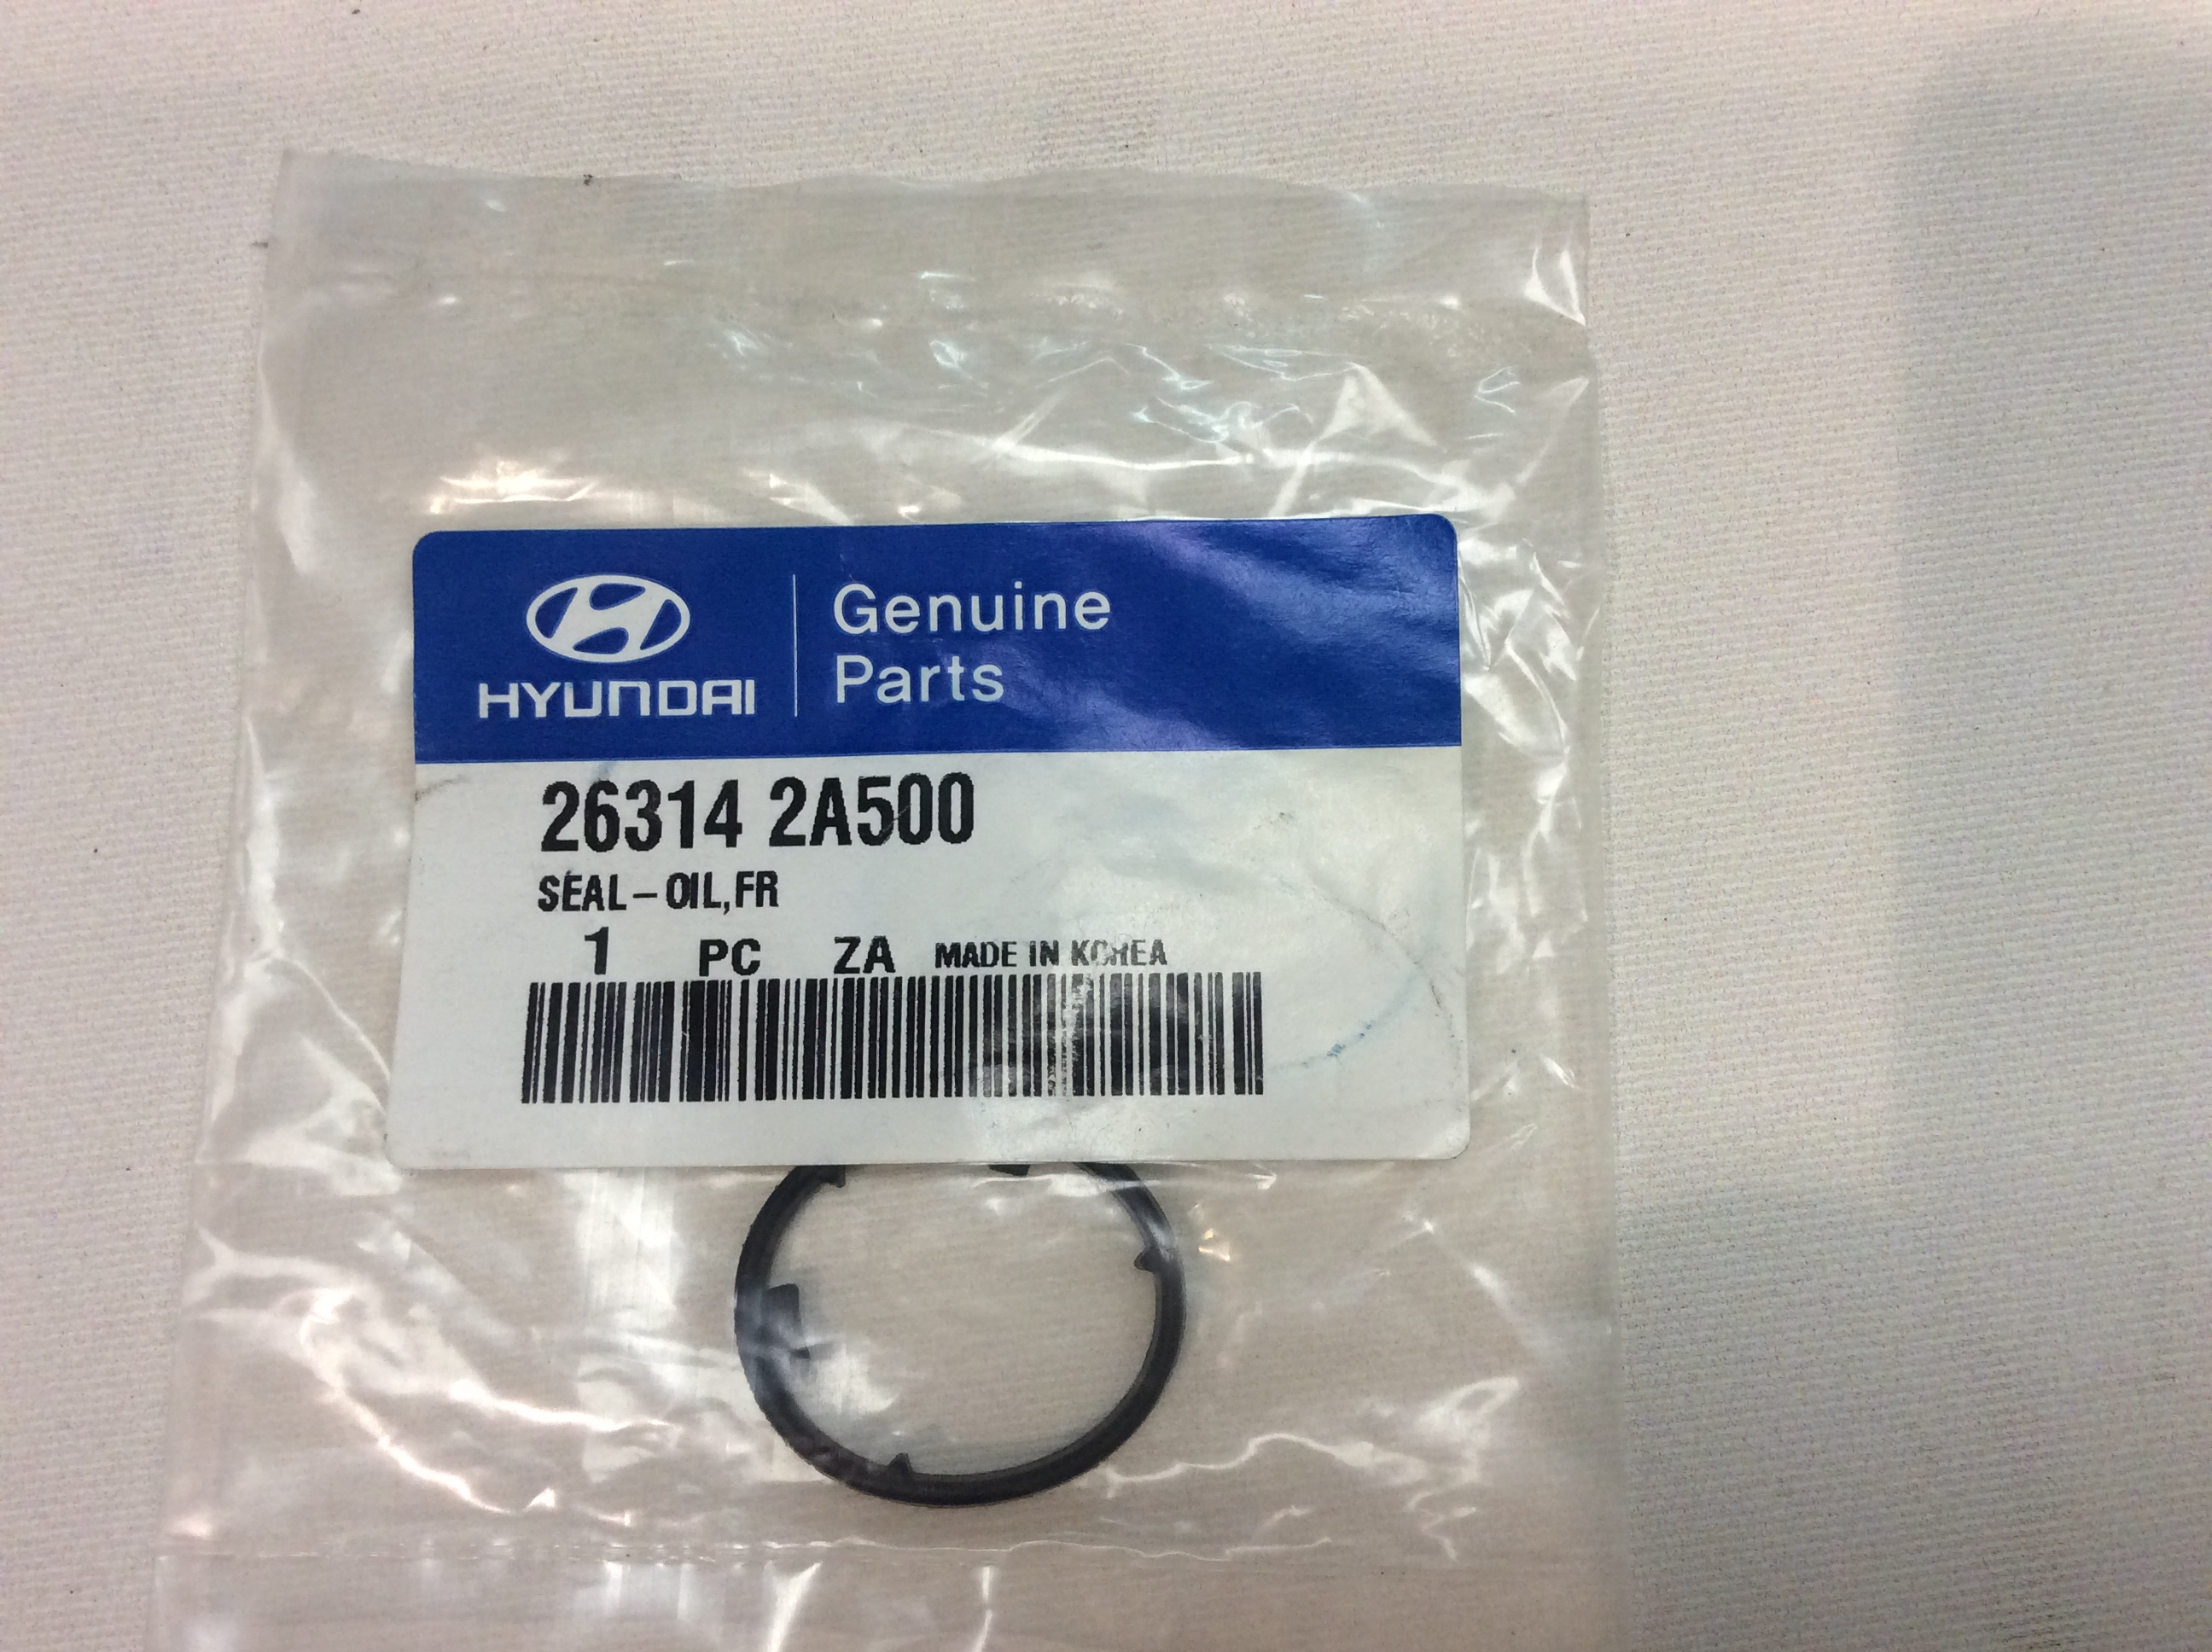 HYUNDAI
Genuine
Parts
26314 2A500
SEAL-OIL,FR
1 PC ZA MADE IN KOREA